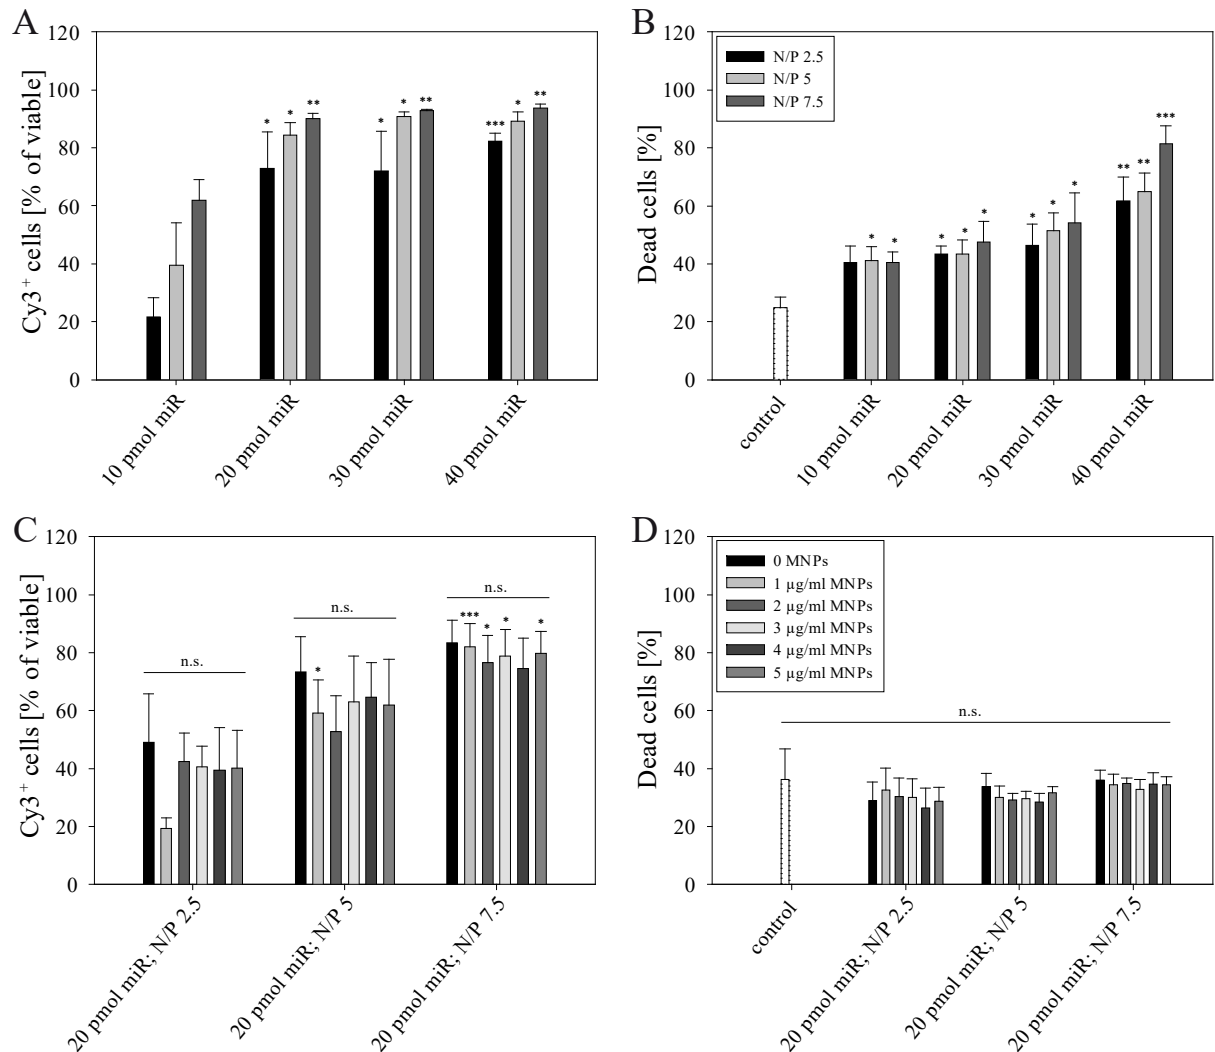 A
Cy3⁺ cells [% of viable]
120
100
80
60
40
20
0
* * **
* * **
*** * **
10 pmol miR
20 pmol miR
30 pmol miR
40 pmol miR
B
Dead cells [%]
120
100
80
60
40
20
0
N/P 2.5
N/P 5
N/P 7.5
* *
* * *
* * *
** ** ***
control
10 pmol miR
20 pmol miR
30 pmol miR
40 pmol miR
C
Cy3⁺ cells [% of viable]
120
100
80
60
40
20
0
n.s.
n.s.
*
n.s.
*** * * *
20 pmol miR; N/P 2.5
20 pmol miR; N/P 5
20 pmol miR; N/P 7.5
D
Dead cells [%]
120
100
80
60
40
20
0
0 MNPs
1 µg/ml MNPs
2 µg/ml MNPs
3 µg/ml MNPs
4 µg/ml MNPs
5 µg/ml MNPs
n.s.
control
20 pmol miR; N/P 2.5
20 pmol miR; N/P 5
20 pmol miR; N/P 7.5